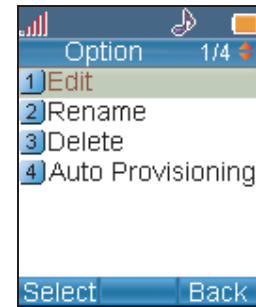 Option 1/4
1 Edit
2 Rename
3 Delete
4 Auto Provisioning
Select Back